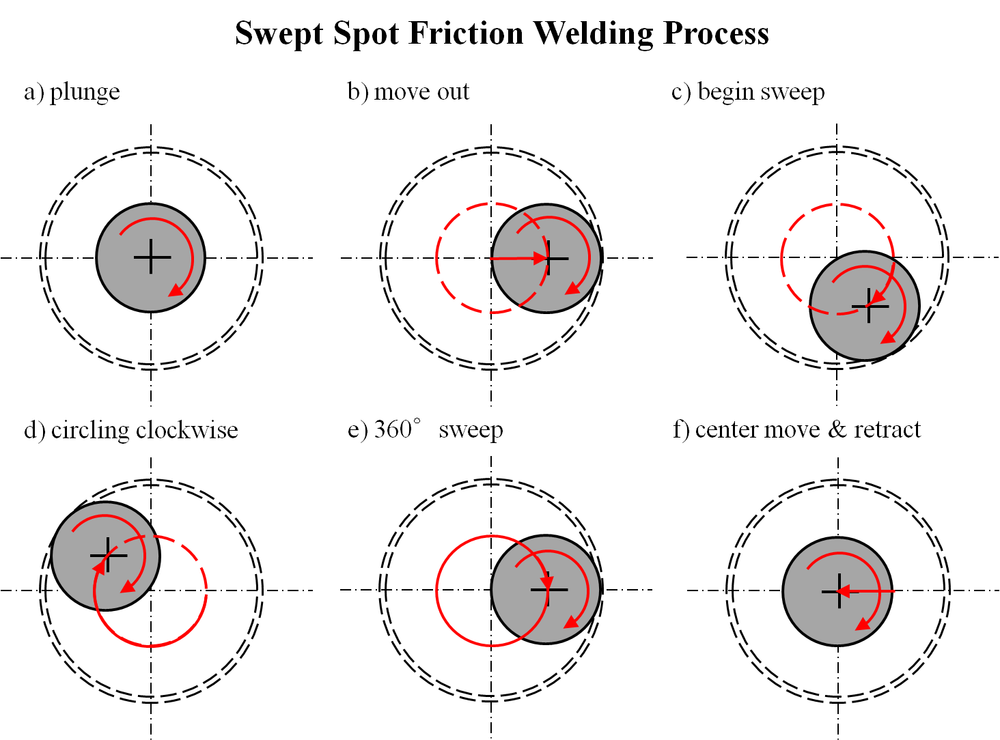 Swept Spot Friction Welding Process
a) plunge
b) move out
c) begin sweep
d) circling clockwise
e) 360° sweep
f) center move & retract